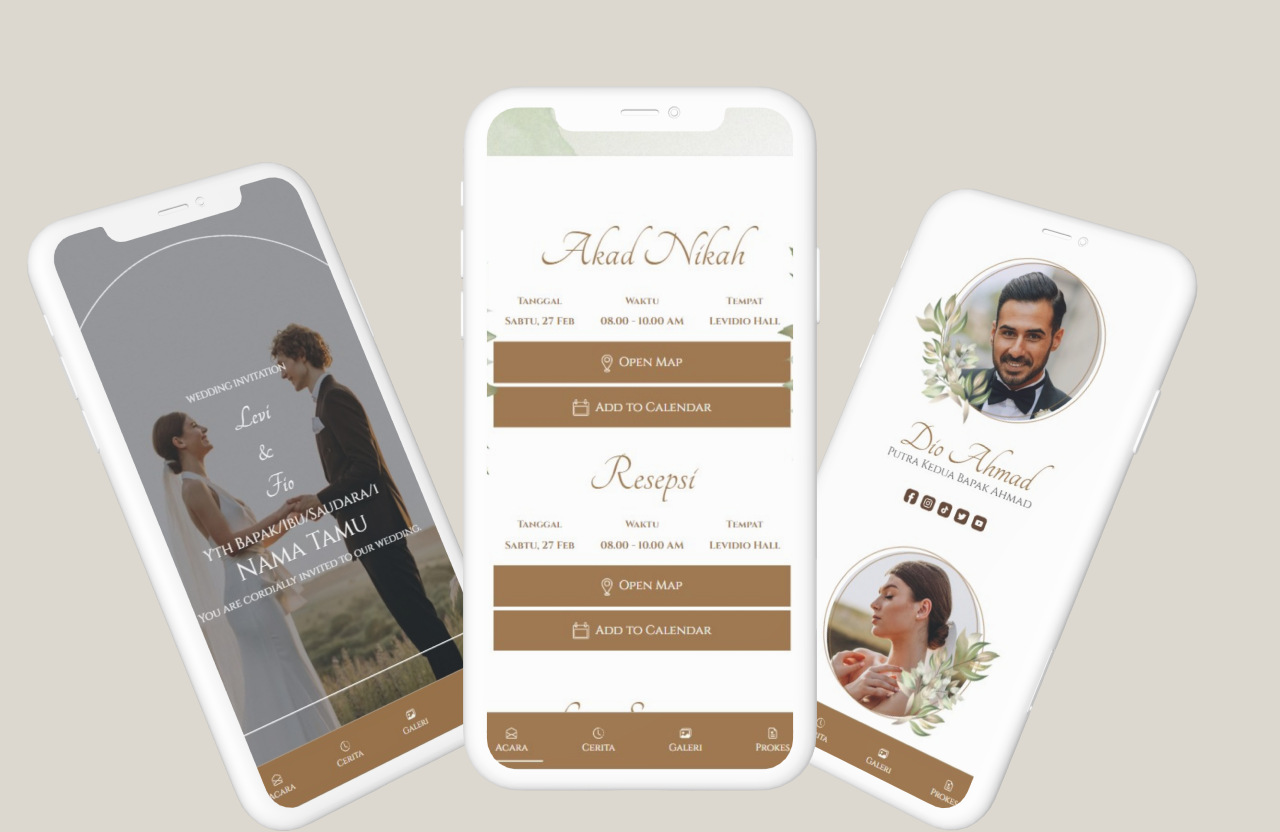 WEDDING INVITATION
Levi
&
Fio
YTH BAPAK/IBU/SAUDARA/I
NAMA TAMU
YOU ARE CORDIALLY INVITED TO OUR WEDDING
ACARA
CERITA
GALERI
Akad Nikah
TANGGAL WAKTU TEMPAT
SABTU, 27 FEB 08.00 - 10.00 AM LEVIDIO HALL
OPEN MAP
ADD TO CALENDAR
Resepsi
TANGGAL WAKTU TEMPAT
SABTU, 27 FEB 08.00 - 10.00 AM LEVIDIO HALL
OPEN MAP
ADD TO CALENDAR
ACARA CERITA GALERI PROKES
Dio Ahmad
PUTRA KEDUA BAPAK AHMAD
GALERI
PROKES